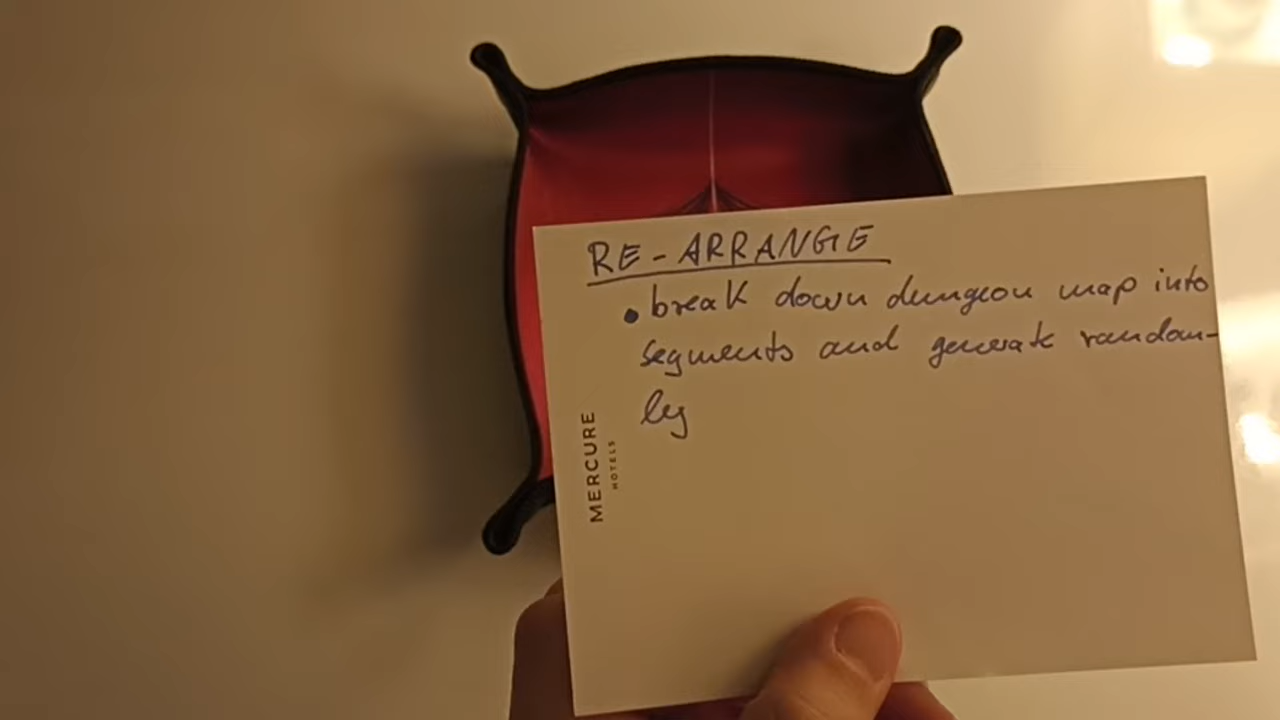 RE-ARRANGE
• break down dungeon map into
segments and generate random-
ly
MERCURE
HOTELS